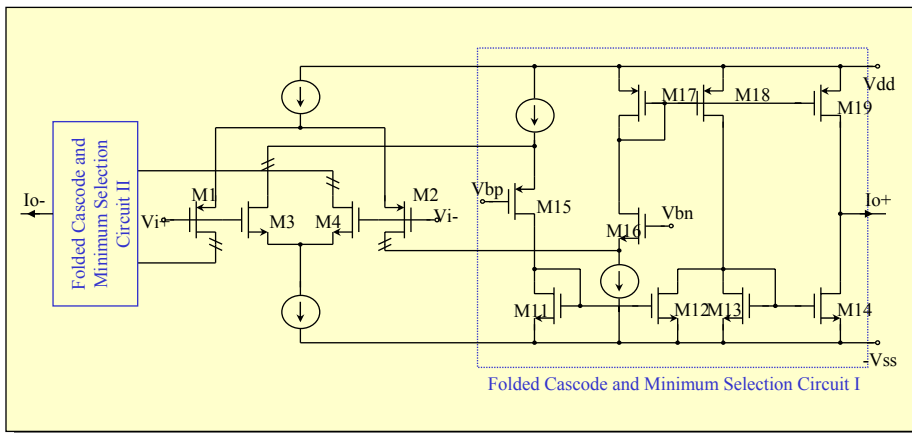 Vdd
M17
M18
M19
Folded Cascode and
Minimum Selection
Circuit II
Io-
M1
M2
Vbp
Vi+
M3
M4
Vi-
M15
Vbn
M16
Io+
M11
M12
M13
M14
-Vss
Folded Cascode and Minimum Selection Circuit I